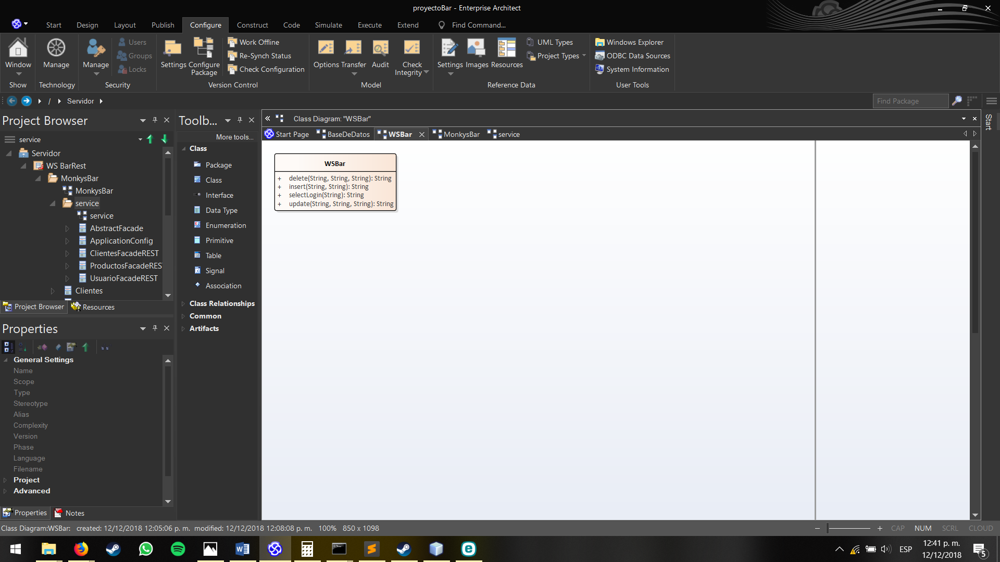 proyectoBar - Enterprise Architect
Start Design Layout Publish Configure Construct Code Simulate Execute Extend Find Command...
Window
Show
Manage
Technology
Manage
Users
Groups
Locks
Security
Settings
Configure
Package
Work Offline
Re-Synch Status
Check Configuration
Version Control
Options Transfer Audit Check
Integrity
Model
Settings Images Resources
UML Types
Project Types
Reference Data
Windows Explorer
ODBC Data Sources
System Information
User Tools
/ Servidor
Find Package
Project Browser
service
Servidor
WS BarRest
MonkysBar
MonkysBar
service
service
AbstractFacade
ApplicationConfig
ClientesFacadeREST
ProductosFacadeRES
UsuarioFacadeREST
Clientes
Project Browser Resources
Properties
General Settings
Name
Scope
Type
Stereotype
Alias
Complexity
Version
Phase
Language
Filename
Project
Advanced
Properties Notes
Toolb...
More tools...
Class
Package
Class
Interface
Data Type
Enumeration
Primitive
Table
Signal
Association
Class Relationships
Common
Artifacts
Class Diagram: "WSBar"
Start Page BaseDeDatos WSBar MonkysBar service
WSBar
+ delete(String, String, String): String
+ insert(String, String): String
+ selectLogin(String): String
+ update(String, String, String): String
Start
Class Diagram:WSBar: created: 12/12/2018 12:05:06 p. m. modified: 12/12/2018 12:08:08 p. m. 100% 850 x 1098
CAP NUM SCRL CLOUD
ESP
12:41 p. m.
12/12/2018
5